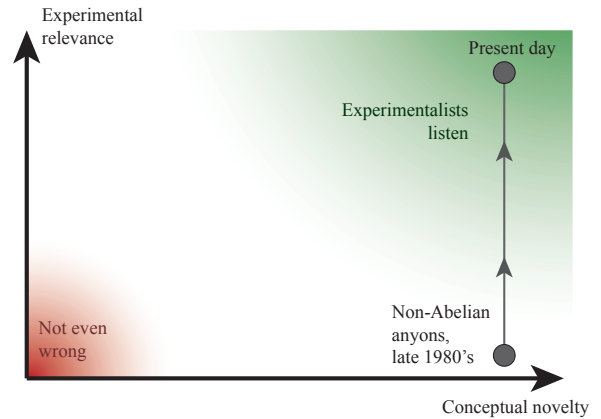 Experimental
relevance
Present day
Experimentalists
listen
Non-Abelian
anyons,
late 1980's
Not even
wrong
Conceptual novelty